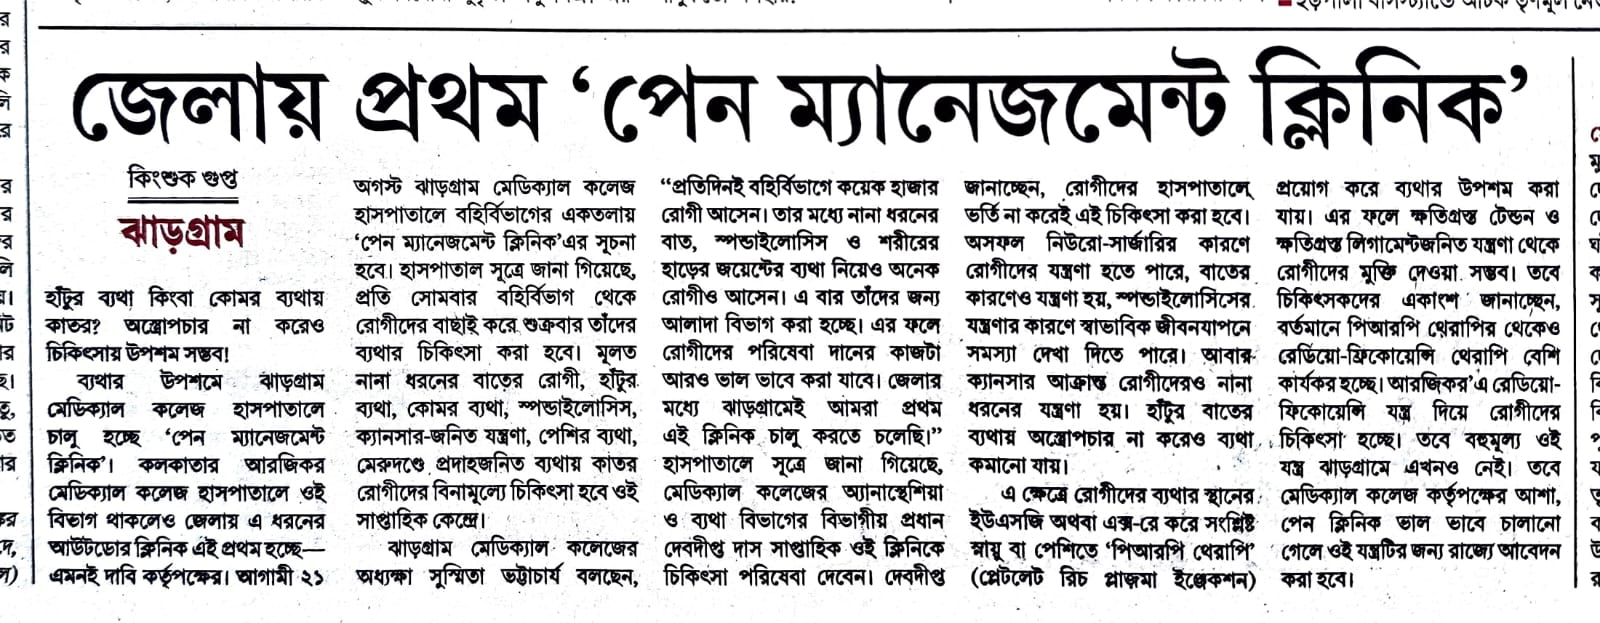 জেলায় প্রথম ‘পেন ম্যানেজমেন্ট ক্লিনিক’
কিংশুক গুপ্ত
ঝাড়গ্রাম
হাঁটুর ব্যথা কিংবা কোমর ব্যথায়
কাতর? অস্ত্রোপচার না করেও
চিকিৎসায় উপশম সম্ভব!
ব্যথার উপশমে ঝাড়গ্রাম
মেডিক্যাল কলেজ হাসপাতালে
চালু হচ্ছে ‘পেন ম্যানেজমেন্ট
ক্লিনিক’। কলকাতার আরজিকর
মেডিক্যাল কলেজ হাসপাতালে ওই
বিভাগ থাকলেও জেলায় এ ধরনের
আউটডোর ক্লিনিক এই প্রথম হচ্ছে—
এমনই দাবি কর্তৃপক্ষের। আগামী ২১
অগস্ট ঝাড়গ্রাম মেডিক্যাল কলেজ
হাসপাতালে বহির্বিভাগের একতলায়
‘পেন ম্যানেজমেন্ট ক্লিনিক’এর সূচনা
হবে। হাসপাতাল সূত্রে জানা গিয়েছে,
প্রতি সোমবার বহির্বিভাগ থেকে
রোগীদের বাছাই করে শুক্রবার তাঁদের
ব্যথার চিকিৎসা করা হবে। মূলত
নানা ধরনের বাতের রোগী, হাঁটুর
ব্যথা, কোমর ব্যথা, স্পন্ডাইলোসিস,
ক্যানসার-জনিত যন্ত্রণা, পেশির ব্যথা,
মেরুদণ্ডে প্রদাহজনিত ব্যথায় কাতর
রোগীদের বিনামূল্যে চিকিৎসা হবে ওই
সাপ্তাহিক কেন্দ্রে।
ঝাড়গ্রাম মেডিক্যাল কলেজের
অধ্যক্ষা সুস্মিতা ভট্টাচার্য বলছেন,
“প্রতিদিনই বহির্বিভাগে কয়েক হাজার
রোগী আসেন। তার মধ্যে নানা ধরনের
বাত, স্পন্ডাইলোসিস ও শরীরের
হাড়ের জয়েন্টের ব্যথা নিয়েও অনেক
রোগীও আসেন। এ বার তাঁদের জন্য
আলাদা বিভাগ করা হচ্ছে। এর ফলে
রোগীদের পরিষেবা দানের কাজটা
আরও ভাল ভাবে করা যাবে। জেলার
মধ্যে ঝাড়গ্রামেই আমরা প্রথম
এই ক্লিনিক চালু করতে চলেছি।”
হাসপাতালে সূত্রে জানা গিয়েছে,
মেডিক্যাল কলেজের অ্যানাস্থেশিয়া
ও ব্যথা বিভাগের বিভাগীয় প্রধান
দেবদীপ্ত দাস সাপ্তাহিক ওই ক্লিনিকে
চিকিসা পরিষেবা দেবেন। দেবদীপ্ত
জানাচ্ছেন, রোগীদের হাসপাতালে
ভর্তি না করেই এই চিকিৎসা করা হবে।
অসফল নিউরো-সার্জারির কারণে
রোগীদের যন্ত্রণা হতে পারে, বাতের
কারণেও যন্ত্রণা হয়, স্পন্ডাইলোসিসের
যন্ত্রণার কারণে স্বাভাবিক জীবনযাপনে
সমস্যা দেখা দিতে পারে। আবার
ক্যানসার আক্রান্ত রোগীদেরও নানা
ধরনের যন্ত্রণা হয়। হাঁটুর বাতের
ব্যথায় অস্ত্রোপচার না করেও ব্যথা
কমানো যায়।
এ ক্ষেত্রে রোগীদের ব্যথার স্থানের
ইউএসজি অথবা এক্স-রে করে সংশ্লিষ্ট
স্নায়ু বা পেশিতে ‘পিআরপি থেরাপি’
(প্লেটলেট রিচ প্লাজমা ইঞ্জেকশন)
প্রয়োগ করে ব্যথার উপশম করা
যায়। এর ফলে ক্ষতিগ্রস্ত টেন্ডন ও
ক্ষতিগ্রস্ত লিগামেন্টজনিত যন্ত্রণা থেকে
রোগীদের মুক্তি দেওয়া সম্ভব। তবে
চিকিৎসকদের একাংশ জানাচ্ছেন,
বর্তমানে পিআরপি থেরাপির থেকেও
রেডিয়ো-ফ্রিকোয়েন্সি থেরাপি বেশি
কার্যকর হচ্ছে। আরজিকর’এ রেডিয়ো-
ফিকোয়েন্সি যন্ত্র দিয়ে রোগীদের
চিকিসা হচ্ছে। তবে বহুমূল্য ওই
যন্ত্র ঝাড়গ্রামে এখনও নেই। তবে
মেডিক্যাল কলেজ কর্তৃপক্ষের আশা,
পেন ক্লিনিক ভাল ভাবে চালানো
গেলে ওই যন্ত্রটির জন্য রাজ্যে আবেদন
করা হবে।